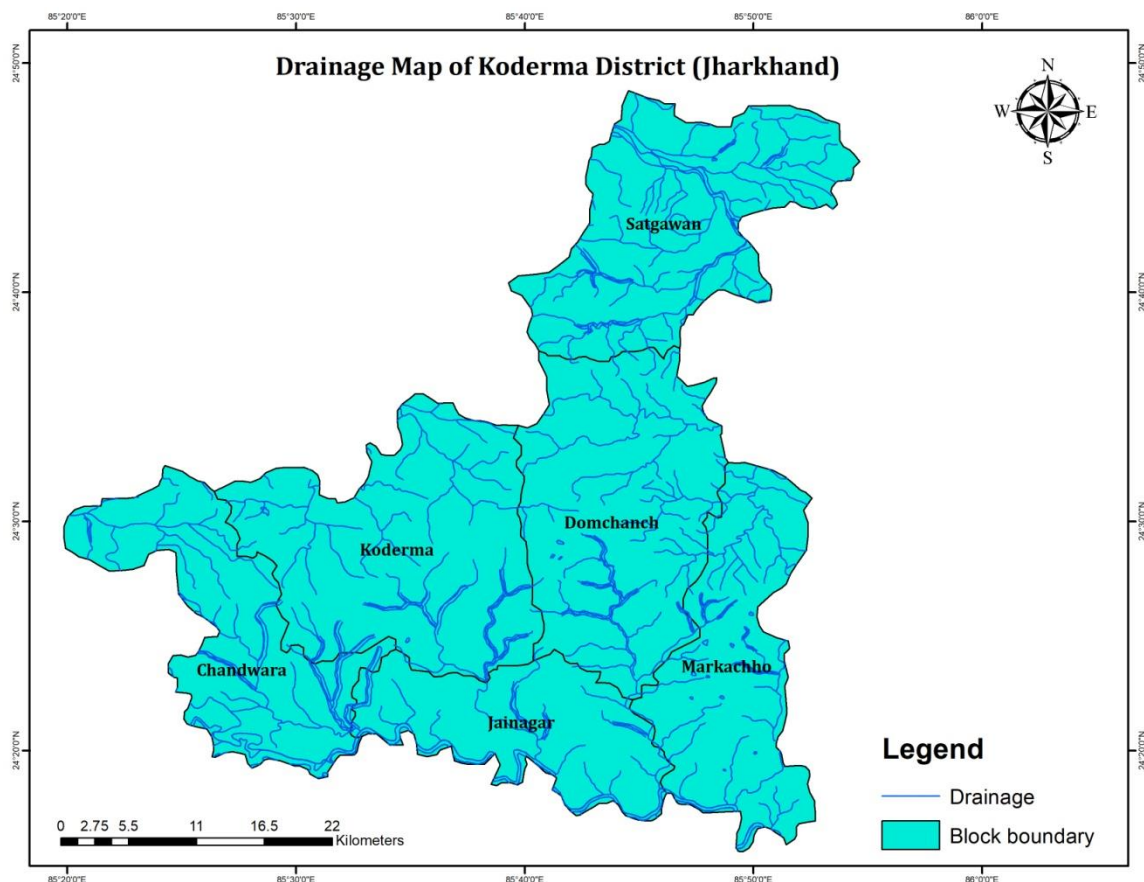 85°20'0"E 85°30'0"E 85°40'0"E 85°50'0"E 86°0'0"E
Drainage Map of Koderma District (Jharkhand)
N
W E
S
24°50'0"N 24°50'0"N
24°40'0"N 24°40'0"N
24°30'0"N 24°30'0"N
24°20'0"N 24°20'0"N
Satgawan
Domchanch
Koderma
Markachho
Chandwara
Jainagar
Legend
Drainage
Block boundary
0 2.75 5.5 11 16.5 22
Kilometers
85°20'0"E 85°30'0"E 85°40'0"E 85°50'0"E 86°0'0"E